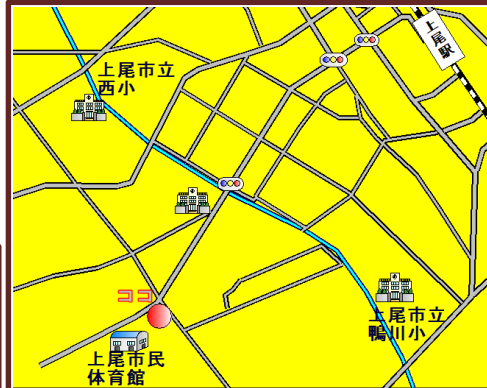 上尾駅
上尾市立
西小
ココ
上尾市立
鴨川小
上尾市民
体育館